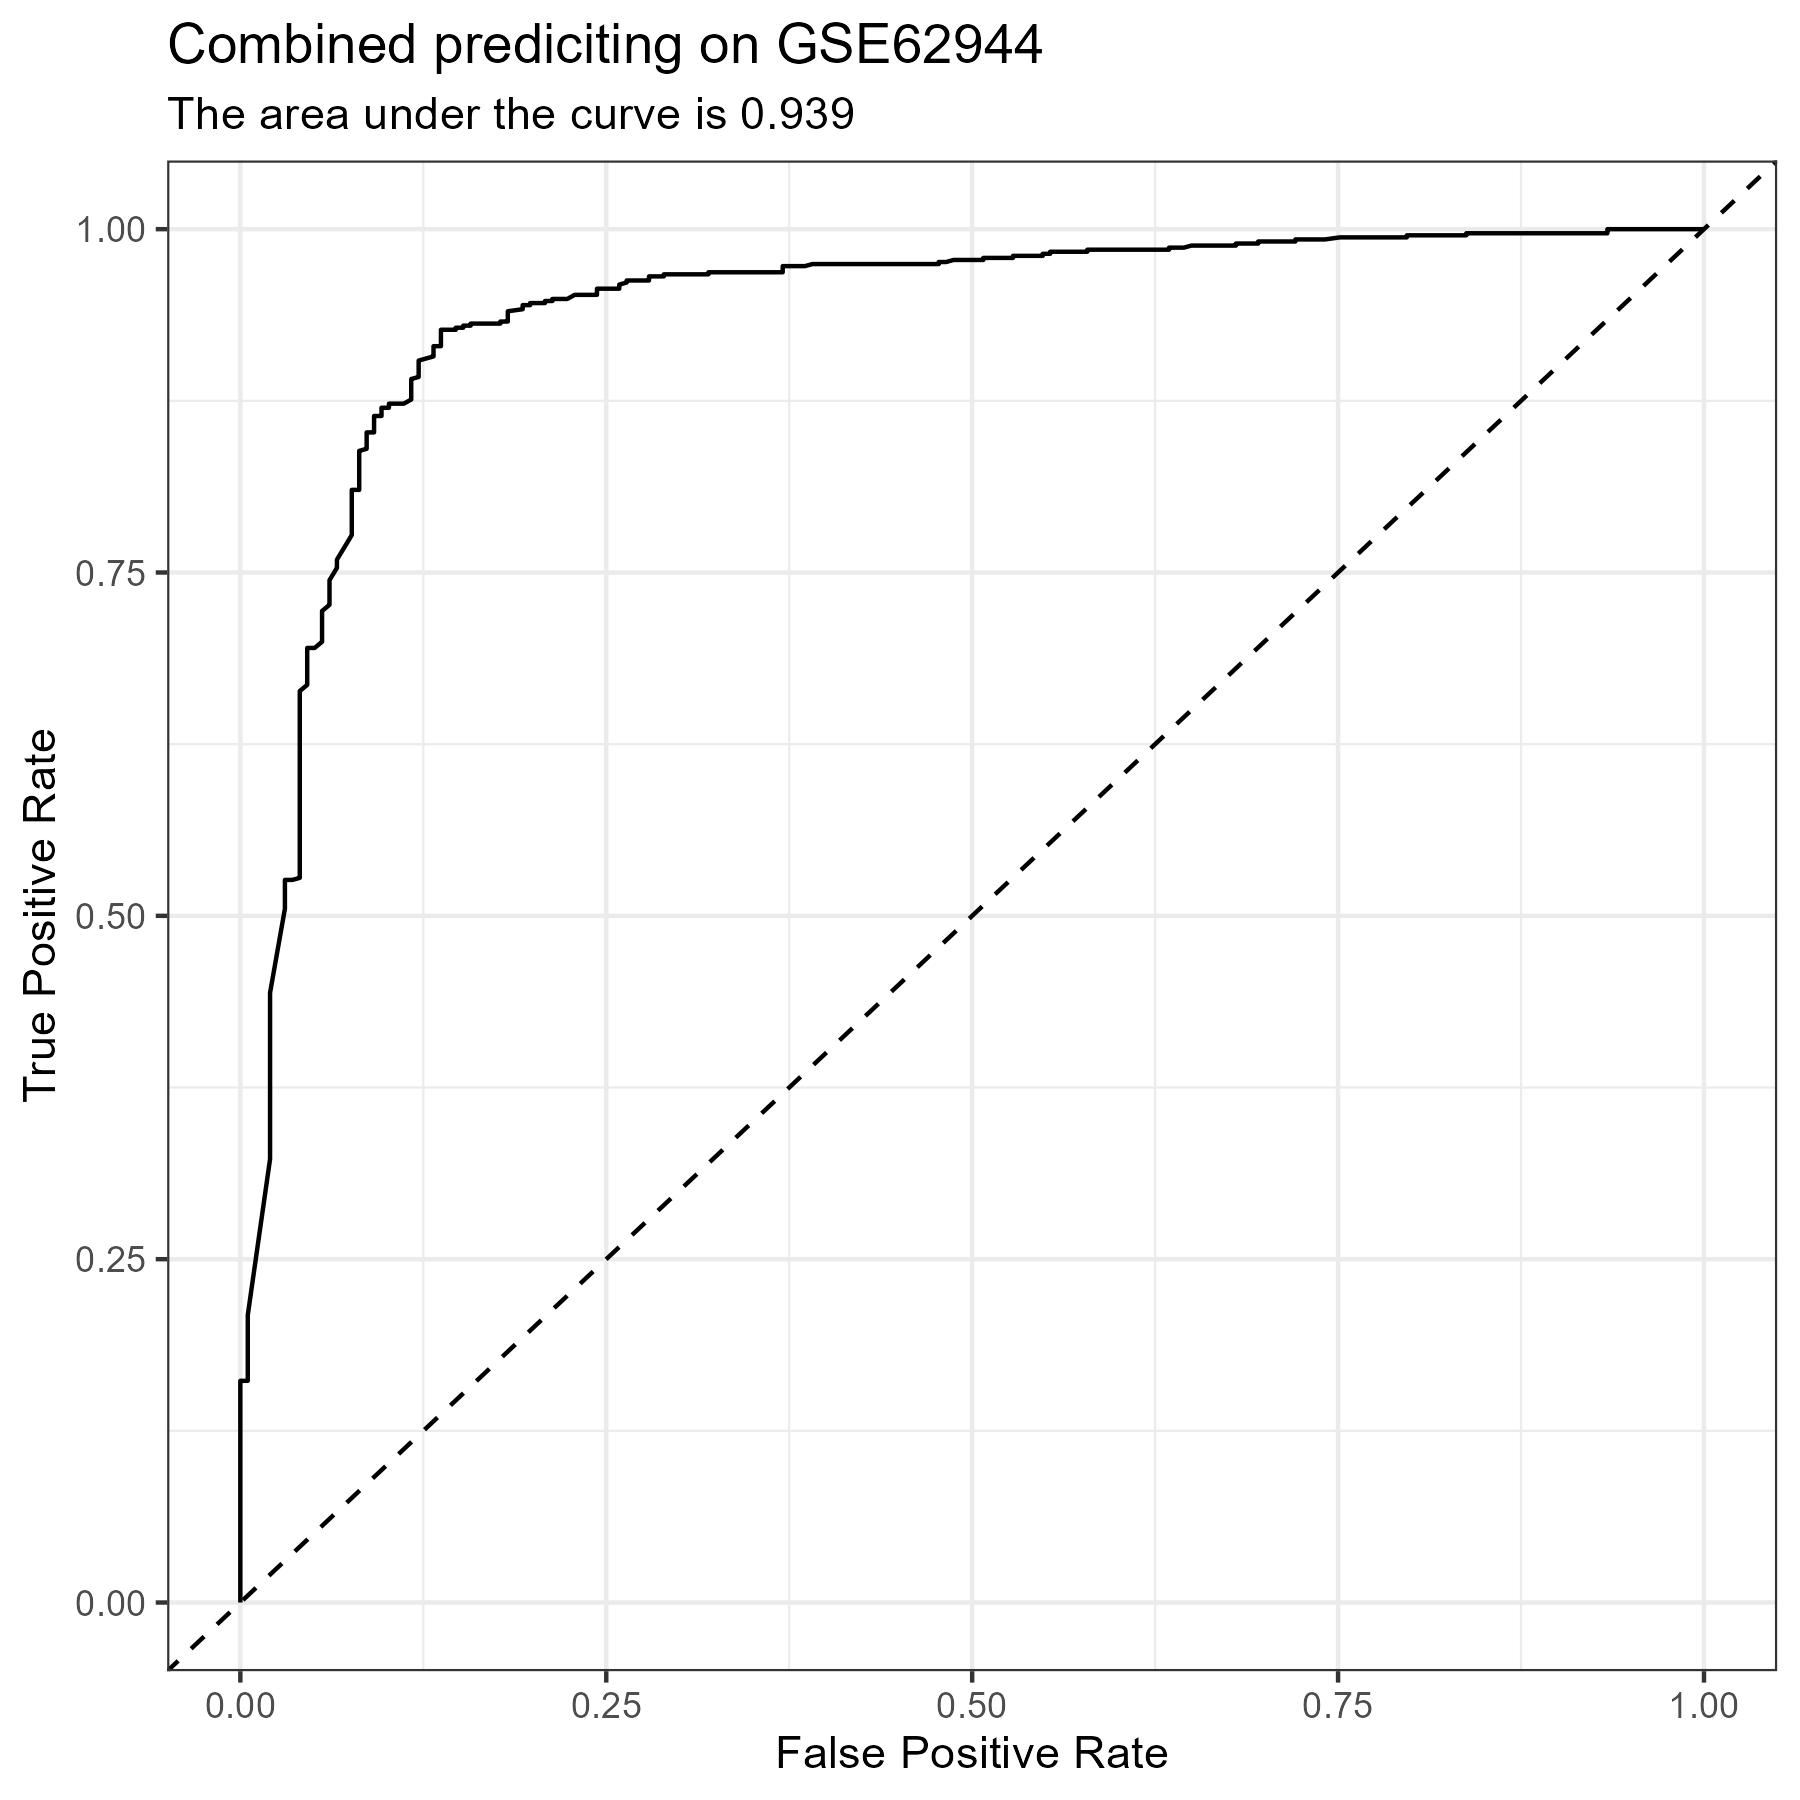 Combined prediciting on GSE62944
The area under the curve is 0.939
1.00
0.75
0.50
0.25
0.00
True Positive Rate
0.00 0.25 0.50 0.75 1.00
False Positive Rate